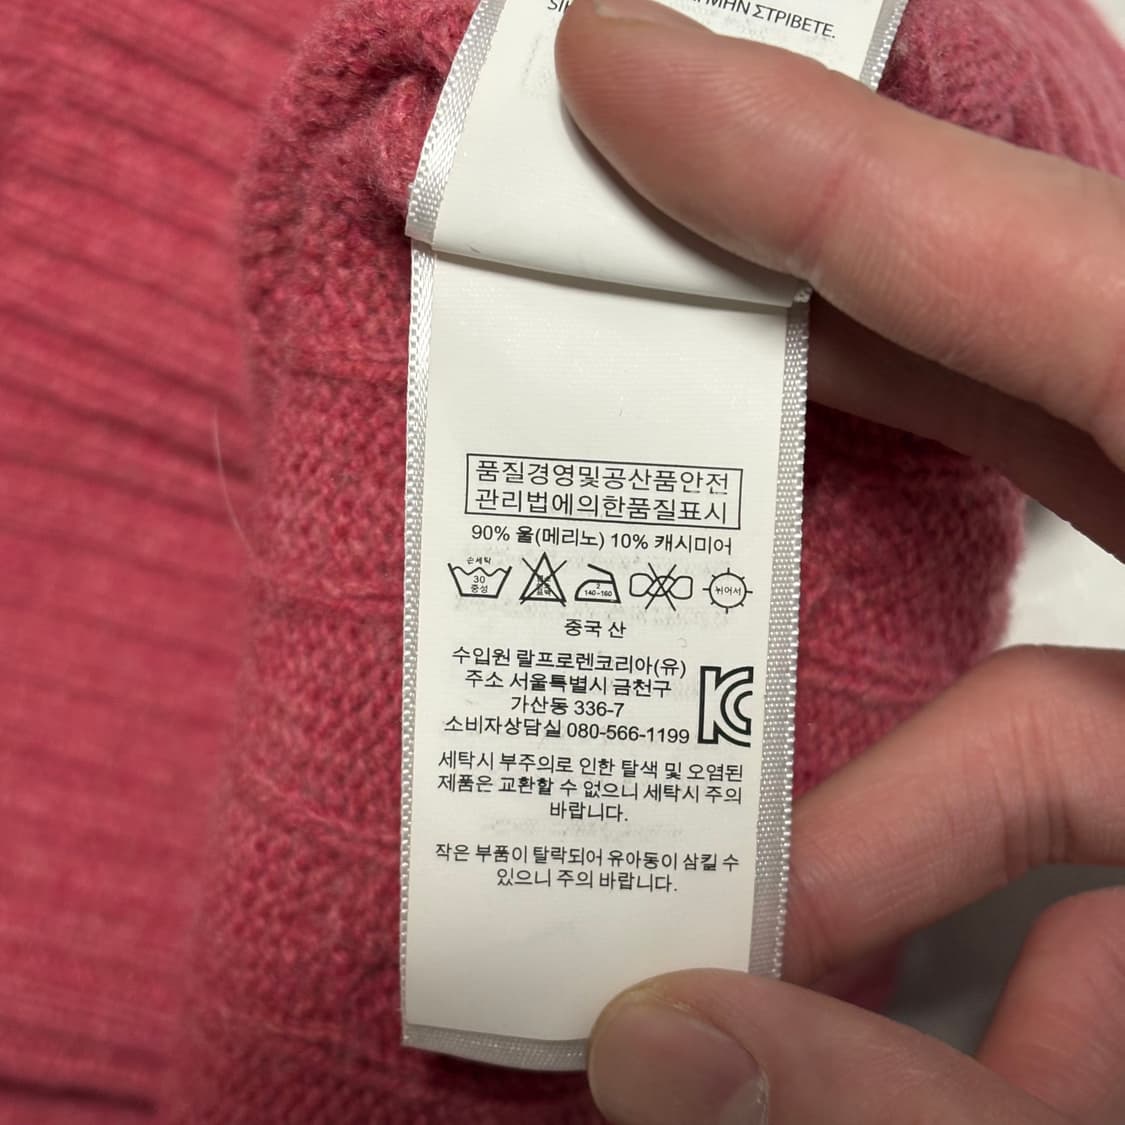 ΜΗΝ ΣΤΡΙΒΕΤΕ.
품질경영및공산품안전
관리법에의한품질표시
90% 울(메리노) 10% 캐시미어
손세탁
30
중성
표백
2
140-160
뉘어서
중국 산
수입원 랄프로렌코리아(유)
주소 서울특별시 금천구
가산동 336-7
소비자상담실 080-566-1199
세탁시 부주의로 인한 탈색 및 오염된
제품은 교환할 수 없으니 세탁시 주의
바랍니다.
작은 부품이 탈락되어 유아동이 삼킬 수
있으니 주의 바랍니다.